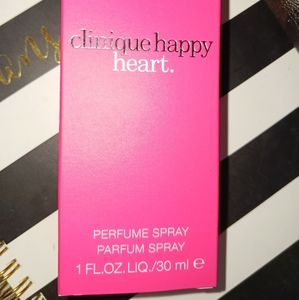 clinique happy
heart.
PERFUME SPRAY
PARFUM SPRAY
1 FL.OZ.LIQ./30 ml ℮